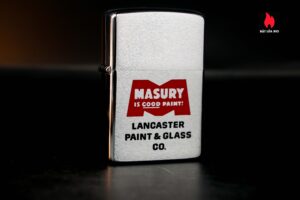 MASURY
IS GOOD PAINT!
LANCASTER
PAINT & GLASS
CO.